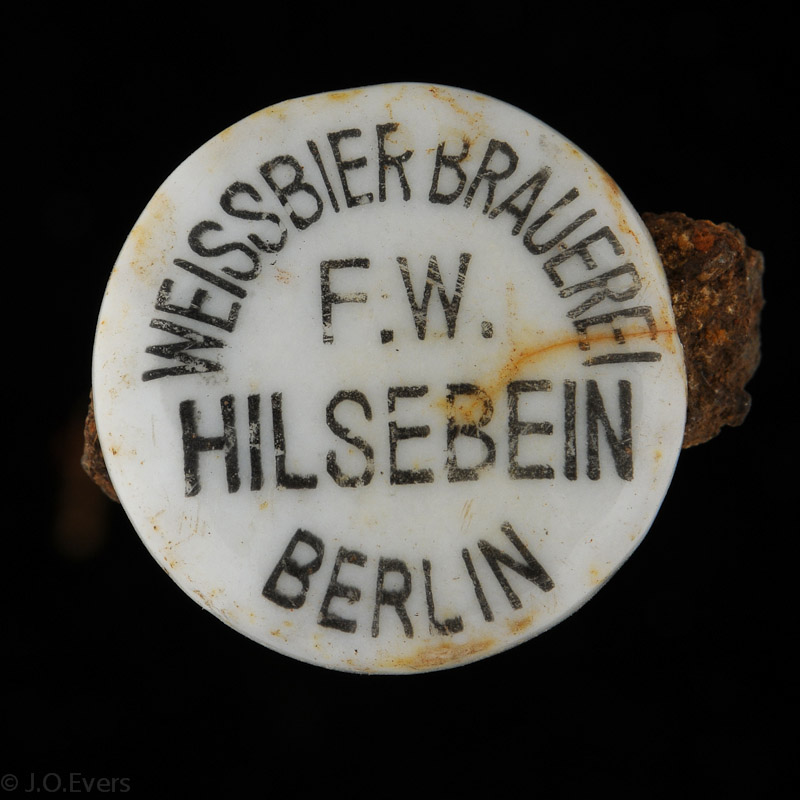 WEISSBIER BRAUEREI
F.W.
HILSEBEIN
BERLIN
© J.O.Evers